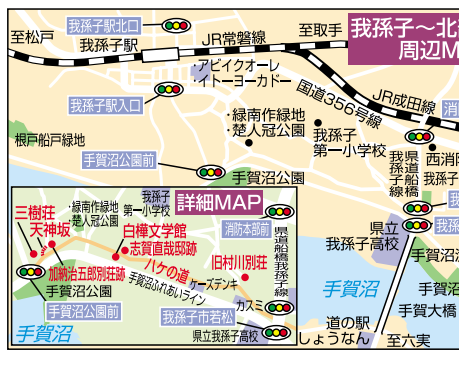 我孫子駅北口
至松戸
我孫子駅
JR常磐線
至取手
我孫子〜北
周辺M
・アビイクオーレ
・イトーヨーカドー
我孫子駅入口
国道356号線
JR成田線
・緑南作緑地
・楚人冠公園
我孫子
第一小学校
根戸船戸緑地
手賀沼公園前
手賀沼公園
県道船橋
我孫子線
西消
我孫子
県立
我孫子高校
手賀沼
手賀沼
手賀大橋
道の駅
しょうなん
至六実
詳細MAP
三樹荘
天神坂
・緑南作緑地
・楚人冠公園
我孫子
第一小学校
消防本部前
白樺文学館
志賀直哉邸跡
旧村川別荘
県道船橋我孫子線
加納治五郎別荘跡
ハケの道
手賀沼ふれあいライン
ケーズデンキ
手賀沼公園
手賀沼公園前
我孫子市若松
カスミ
県立我孫子高校
手賀沼